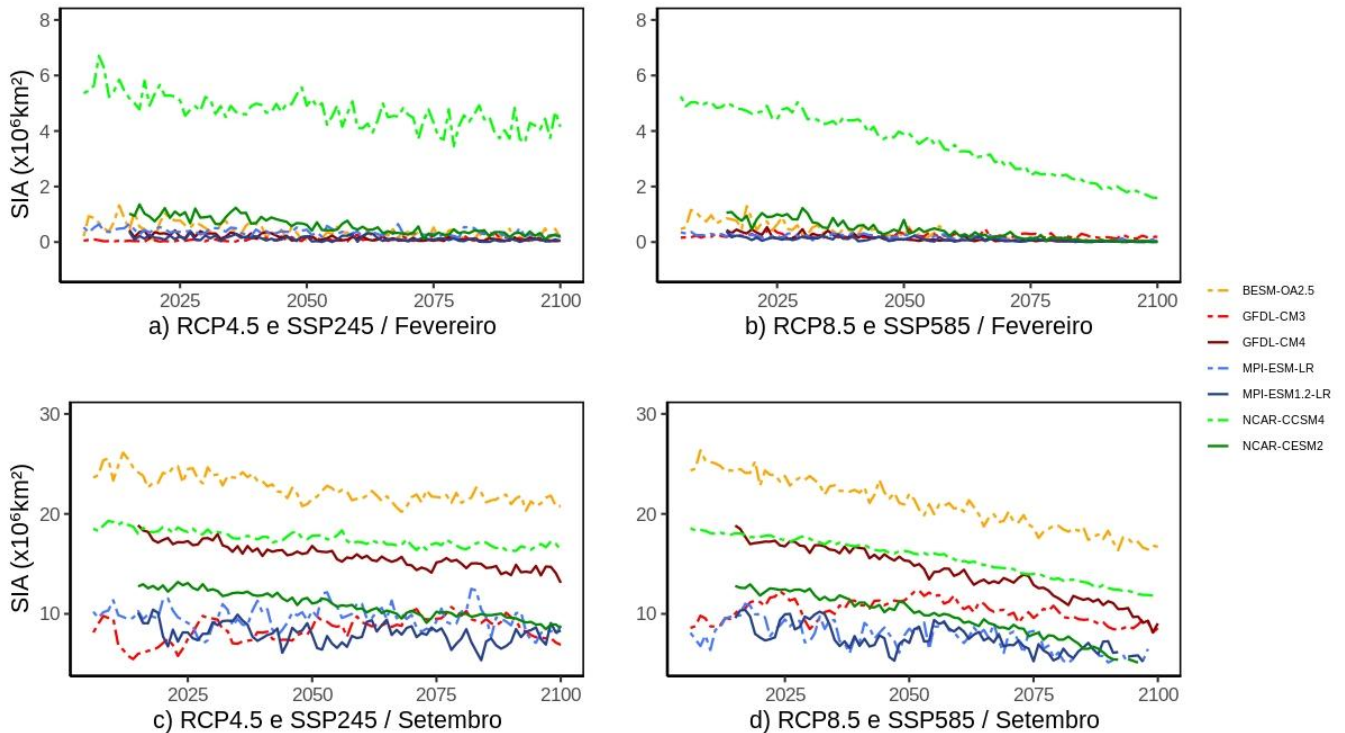 SIA (x10⁶km²)
8
6
4
2
0
2025 2050 2075 2100
a) RCP4.5 e SSP245 / Fevereiro
8
6
4
2
0
2025 2050 2075 2100
b) RCP8.5 e SSP585 / Fevereiro
SIA (x10⁶km²)
30
20
10
2025 2050 2075 2100
c) RCP4.5 e SSP245 / Setembro
30
20
10
2025 2050 2075 2100
d) RCP8.5 e SSP585 / Setembro
BESM-OA2.5
GFDL-CM3
GFDL-CM4
MPI-ESM-LR
MPI-ESM1.2-LR
NCAR-CCSM4
NCAR-CESM2